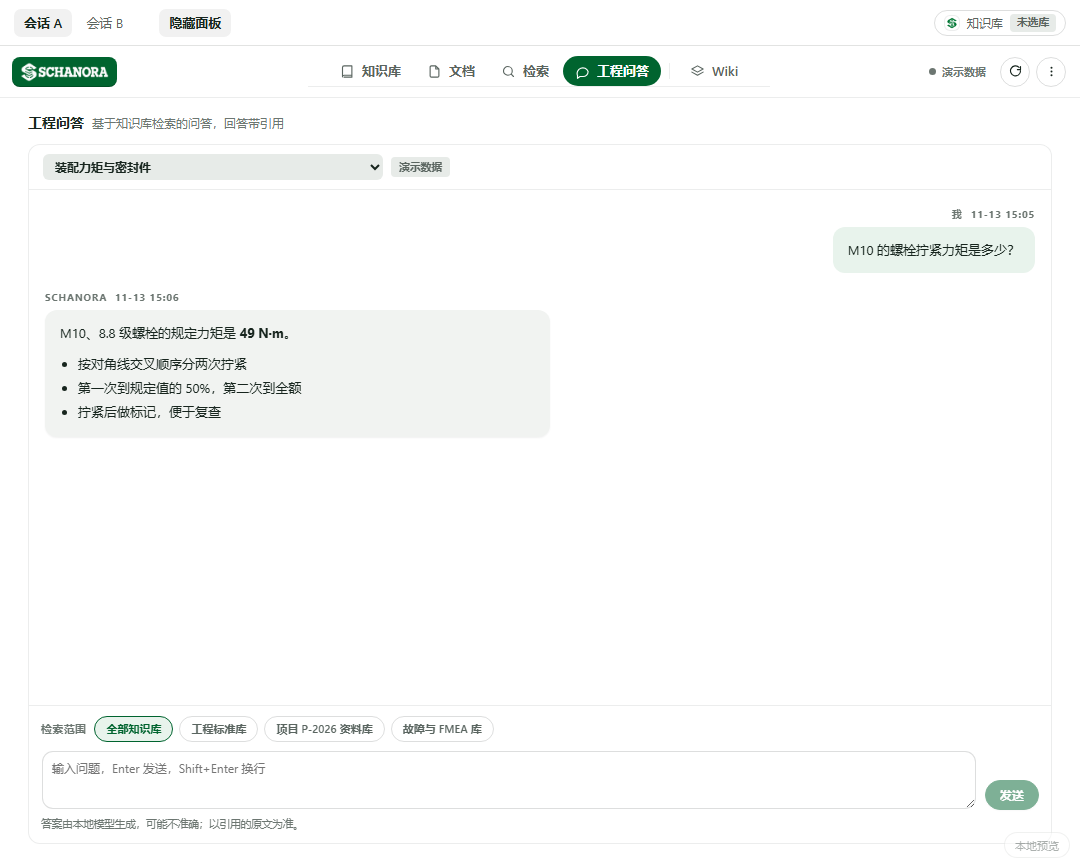 会话 A 会话 B 隐藏面板 知识库 未选库
SCHANORA 知识库 文档 检索 工程问答 Wiki 演示数据
工程问答 基于知识库检索的问答，回答带引用
装配力矩与密封件 演示数据
我 11-13 15:05
M10 的螺栓拧紧力矩是多少？
SCHANORA 11-13 15:06
M10、8.8 级螺栓的规定力矩是 49 N·m。
按对角线交叉顺序分两次拧紧
第一次到规定值的 50%，第二次到全额
拧紧后做标记，便于复查
检索范围 全部知识库 工程标准库 项目 P-2026 资料库 故障与 FMEA 库
输入问题，Enter 发送，Shift+Enter 换行
发送
答案由本地模型生成，可能不准确；以引用的原文为准。
本地预览